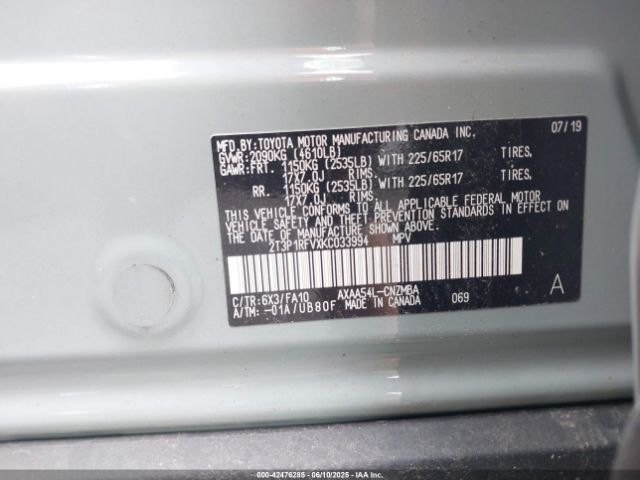 MFD. BY: TOYOTA MOTOR MANUFACTURING CANADA INC. 07/19
GVWR: 2090KG (4610LB)
GAWR: FRT 1150KG (2535LB) WITH 225/65R17 TIRES,
17X7.0J RIMS.
RR 1150KG (2535LB) WITH 225/65R17 TIRES,
17X7.0J RIMS.
THIS VEHICLE CONFORMS TO ALL APPLICABLE FEDERAL MOTOR
VEHICLE SAFETY AND THEFT PREVENTION STANDARDS IN EFFECT
ON THE DATE OF MANUFACTURE SHOWN ABOVE.
2T3P1RFVXKC033994 MPV
C/TR: 6X3/FA10 AXAA54L-CNZMBA A
A/TM: -01A/UB80F MADE IN CANADA 069
000-42476285 - 06/10/2025 - IAA Inc.